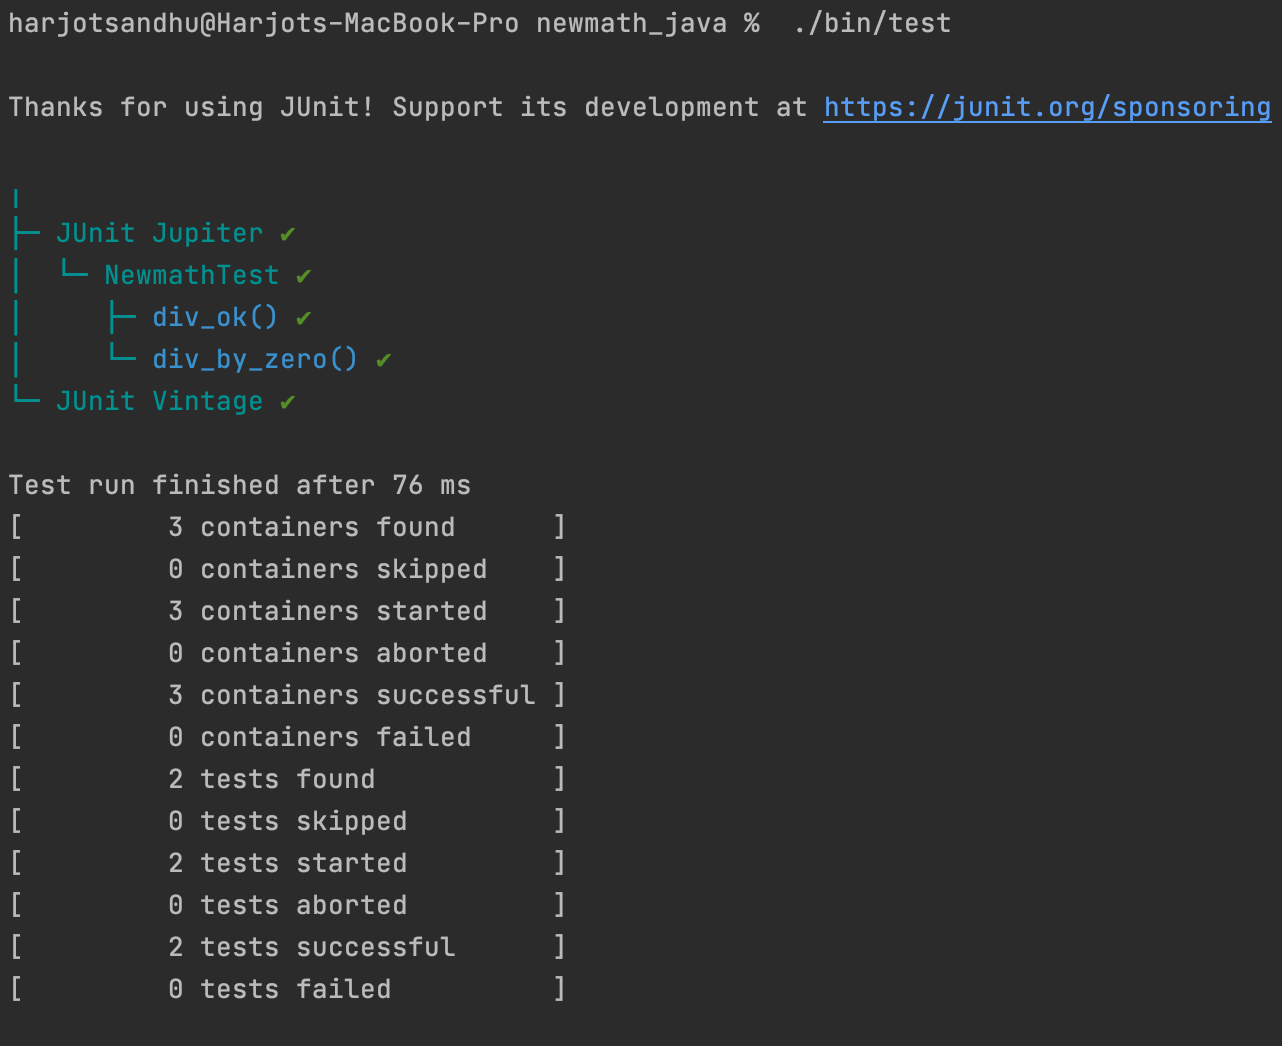 harjotsandhu@Harjots-MacBook-Pro newmath_java %  ./bin/test
Thanks for using JUnit! Support its development at https://junit.org/sponsoring
╷
├─ JUnit Jupiter ✔
│  └─ NewmathTest ✔
│     ├─ div_ok() ✔
│     └─ div_by_zero() ✔
└─ JUnit Vintage ✔
Test run finished after 76 ms
[         3 containers found      ]
[         0 containers skipped    ]
[         3 containers started    ]
[         0 containers aborted    ]
[         3 containers successful ]
[         0 containers failed     ]
[         2 tests found           ]
[         0 tests skipped         ]
[         2 tests started         ]
[         0 tests aborted         ]
[         2 tests successful      ]
[         0 tests failed          ]